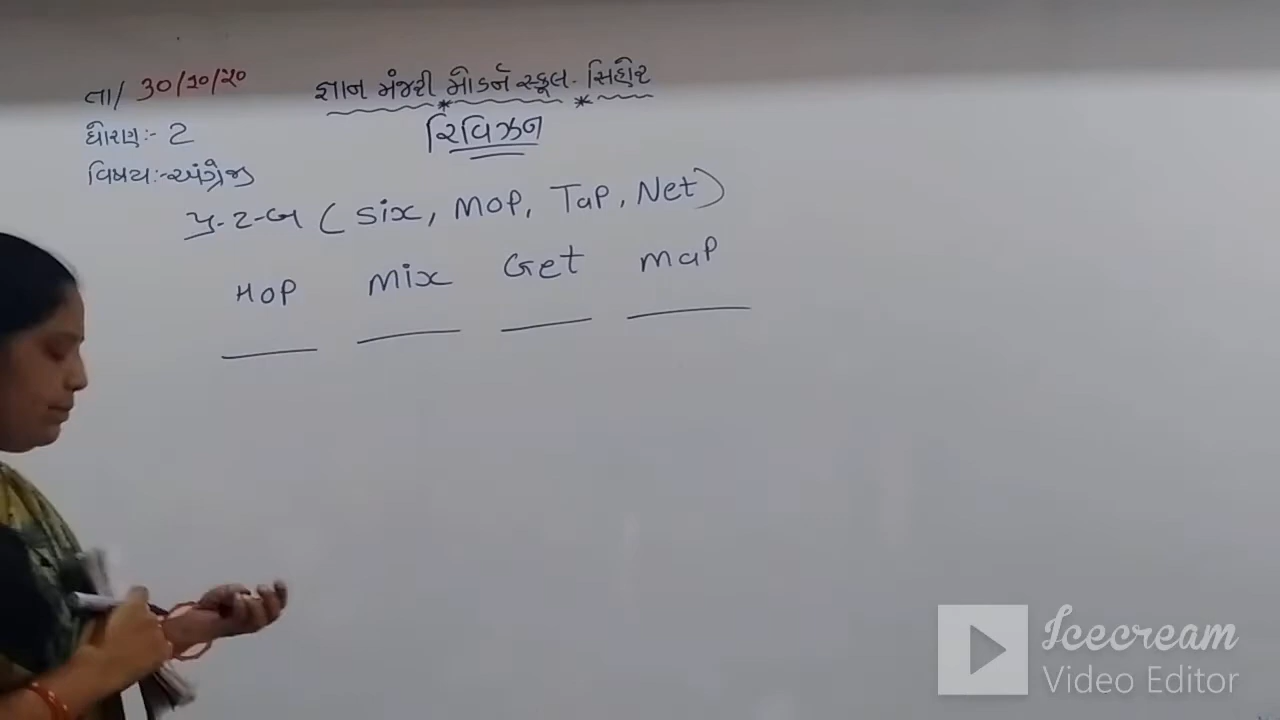 તા/ 30/10/20
જ્ઞાન મંજરી મોડર્ન સ્કૂલ. સિહોર
ધોરણ:- 2
રિવિઝન
વિષય:- અંગ્રેજી
પ્ર-2-બ (Six, Mop, Tap, Net)
Hop Mix Get map
Icecream
Video Editor